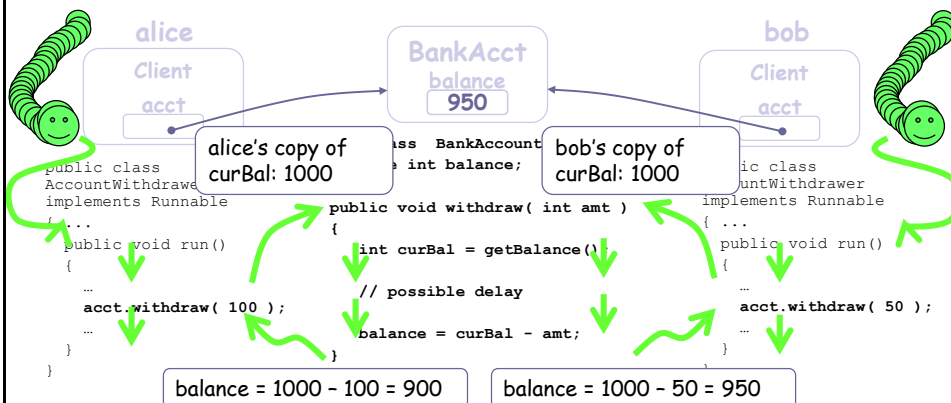 alice
Client
acct
BankAcct
balance
950
bob
Client
acct
alice's copy of
curBal: 1000
bob's copy of
curBal: 1000
public class
AccountWithdrawer
implements Runnable
{ ...
public void run()
{
…
acct.withdraw( 100 );
…
}
}
ass BankAccount
e int balance;
public void withdraw( int amt )
{
int curBal = getBalance();
// possible delay
balance = curBal - amt;
}
ic class
untWithdrawer
implements Runnable
{ ...
public void run()
{
…
acct.withdraw( 50 );
…
}
balance = 1000 – 100 = 900
balance = 1000 – 50 = 950